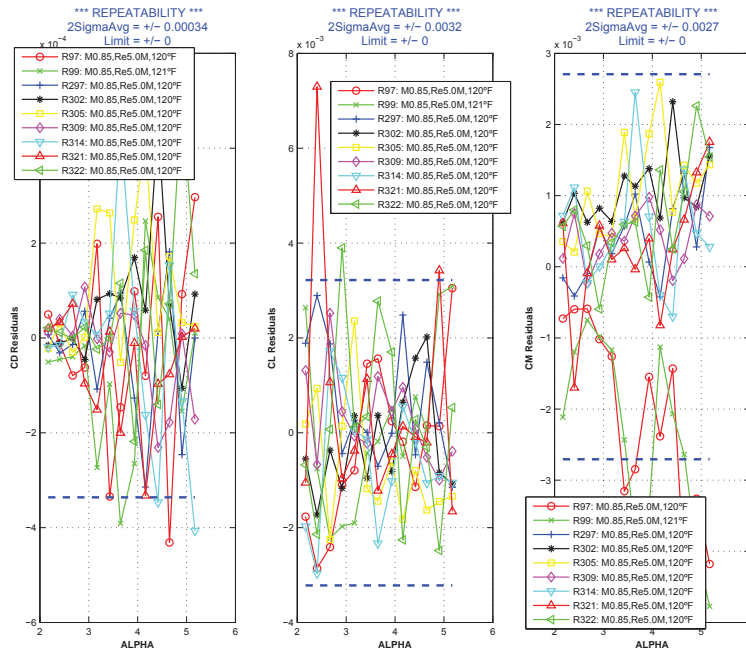 *** REPEATABILITY ***
2SigmaAvg = +/- 0.00034
Limit = +/- 0
x 10⁻⁴
R97: M0.85,Re5.0M,120ºF
R99: M0.85,Re5.0M,121ºF
R297: M0.85,Re5.0M,120ºF
R302: M0.85,Re5.0M,120ºF
R305: M0.85,Re5.0M,120ºF
R309: M0.85,Re5.0M,120ºF
R314: M0.85,Re5.0M,120ºF
R321: M0.85,Re5.0M,120ºF
R322: M0.85,Re5.0M,120ºF
CD Residuals
2
0
−2
−4
−6
2 3 4 5 6
ALPHA
*** REPEATABILITY ***
2SigmaAvg = +/- 0.0032
Limit = +/- 0
x 10⁻³
R97: M0.85,Re5.0M,120ºF
R99: M0.85,Re5.0M,121ºF
R297: M0.85,Re5.0M,120ºF
R302: M0.85,Re5.0M,120ºF
R305: M0.85,Re5.0M,120ºF
R309: M0.85,Re5.0M,120ºF
R314: M0.85,Re5.0M,120ºF
R321: M0.85,Re5.0M,120ºF
R322: M0.85,Re5.0M,120ºF
CL Residuals
8
6
4
2
0
−2
−4
2 3 4 5 6
ALPHA
*** REPEATABILITY ***
2SigmaAvg = +/- 0.0027
Limit = +/- 0
x 10⁻³
CM Residuals
3
2
1
0
−1
−2
−3
−4
−5
R97: M0.85,Re5.0M,120ºF
R99: M0.85,Re5.0M,121ºF
R297: M0.85,Re5.0M,120ºF
R302: M0.85,Re5.0M,120ºF
R305: M0.85,Re5.0M,120ºF
R309: M0.85,Re5.0M,120ºF
R314: M0.85,Re5.0M,120ºF
R321: M0.85,Re5.0M,120ºF
R322: M0.85,Re5.0M,120ºF
2 3 4 5 6
ALPHA